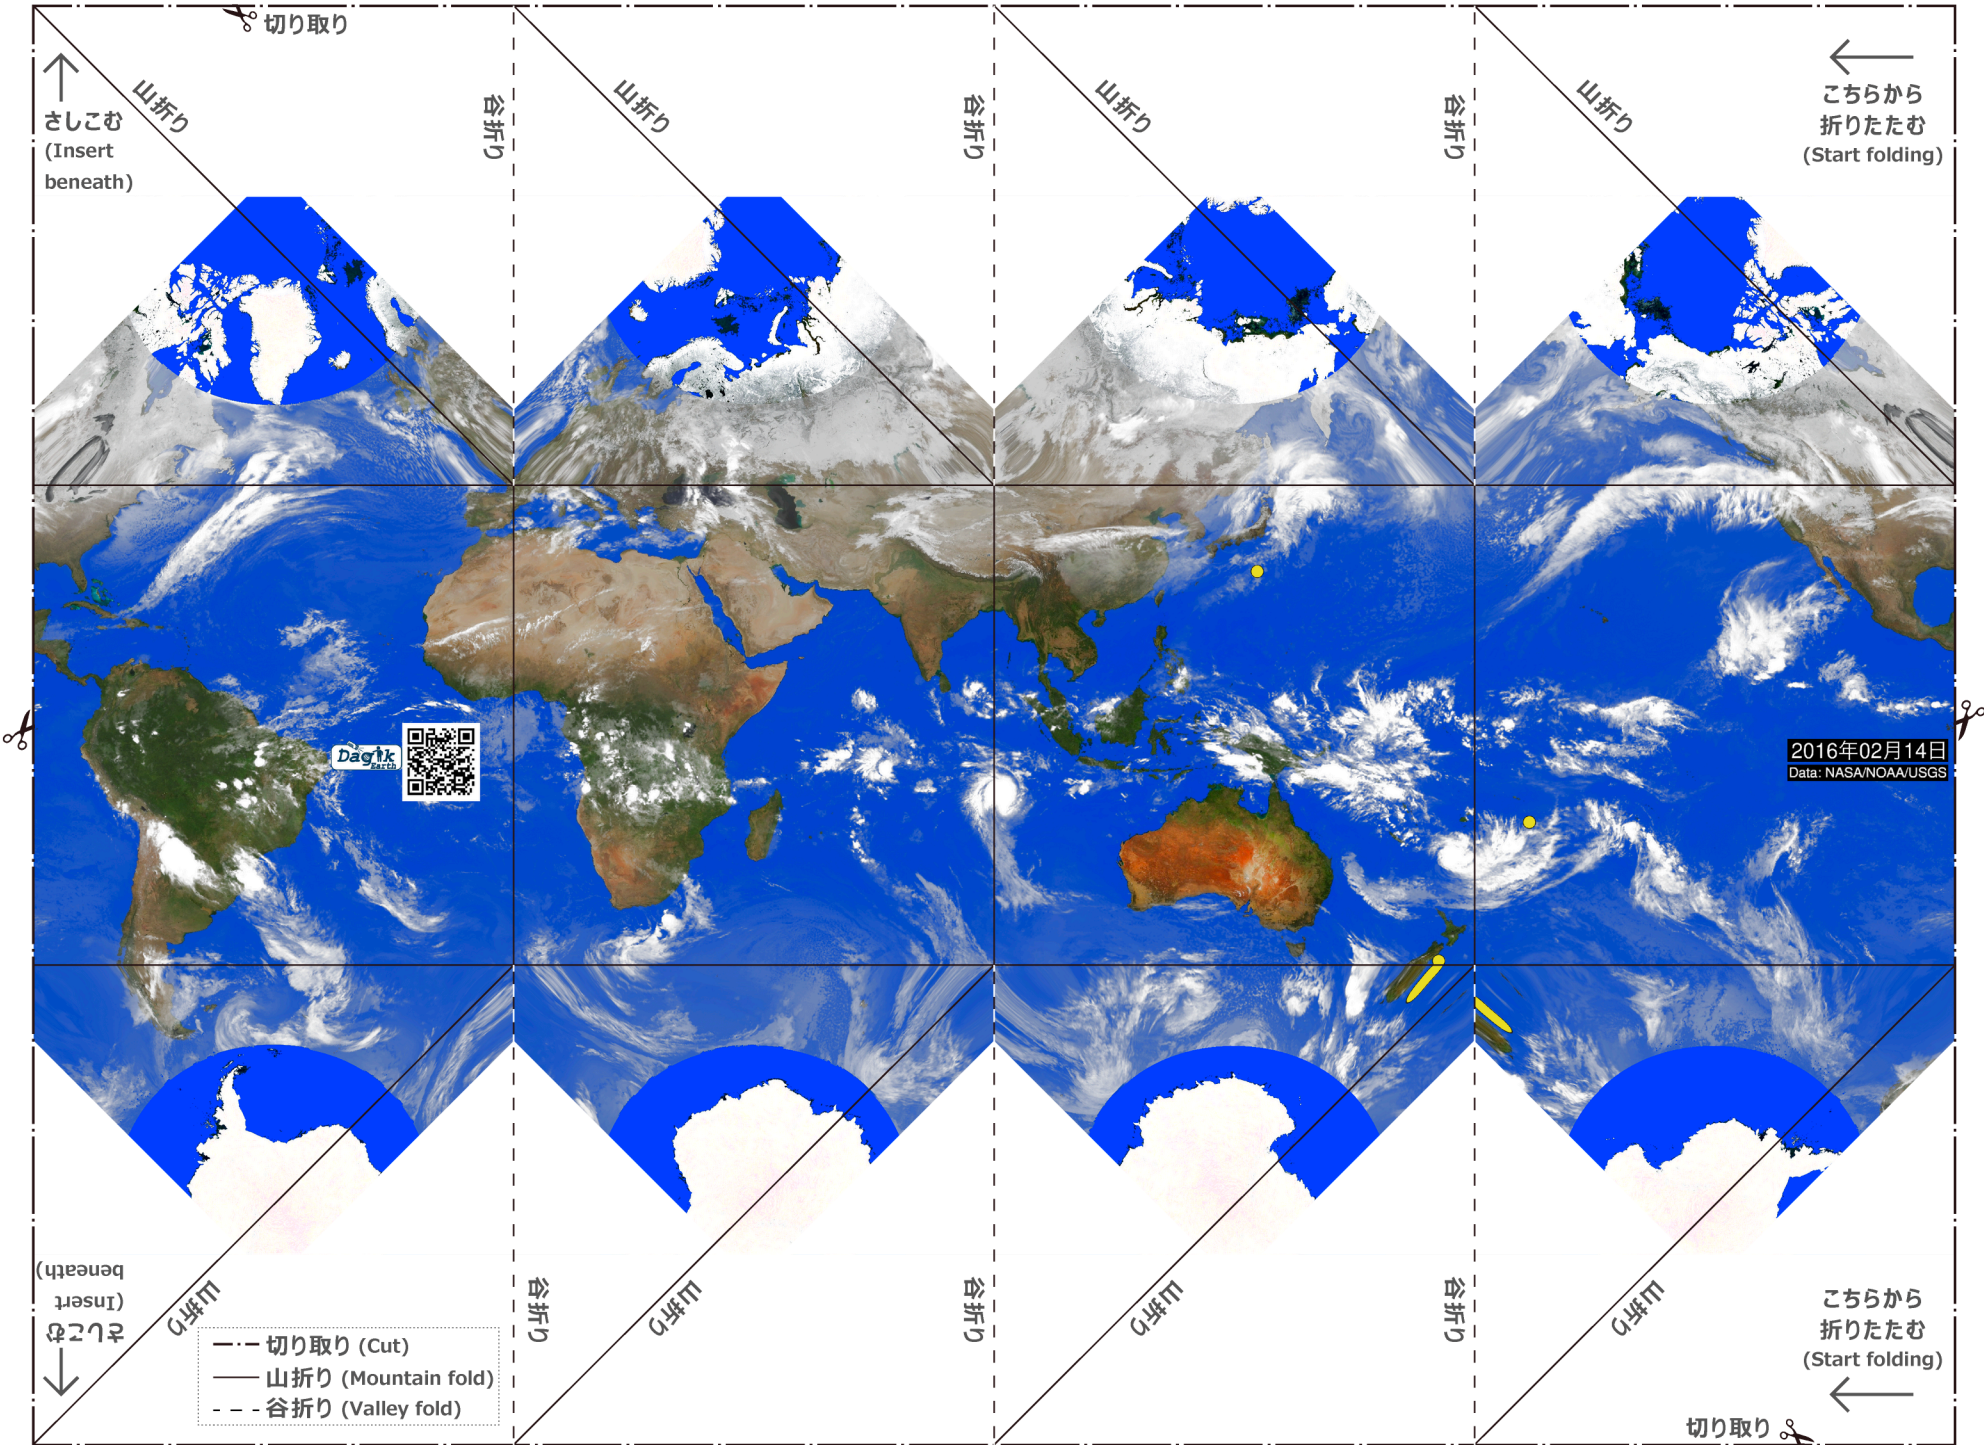 切り取り
さしこむ
(Insert
beneath)
山折り
谷折り
山折り
谷折り
山折り
谷折り
山折り
こちらから
折りたたむ
(Start folding)
Dagik
Earth
2016年02月14日
Data: NASA/NOAA/USGS
さしこむ
(Insert
beneath)
山折り
谷折り
山折り
谷折り
山折り
谷折り
山折り
こちらから
折りたたむ
(Start folding)
切り取り (Cut)
山折り (Mountain fold)
谷折り (Valley fold)
切り取り